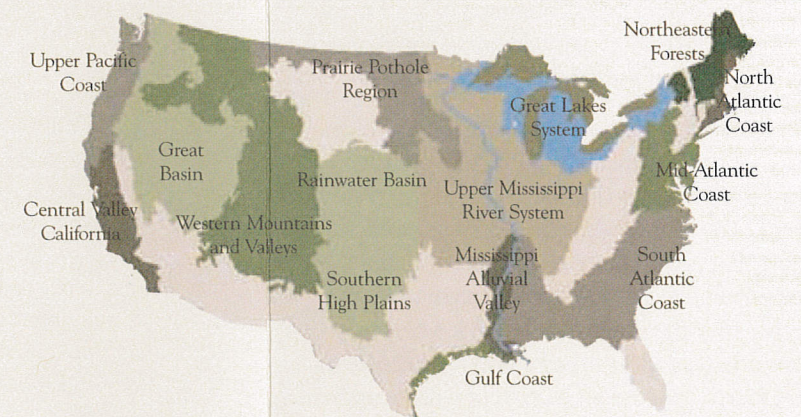 Northeastern
Forests
Upper Pacific
Coast
Prairie Pothole
Region
North
Atlantic
Coast
Great Lakes
System
Great
Basin
Mid-Atlantic
Coast
Rainwater Basin
Upper Mississippi
River System
Central Valley
California
Western Mountains
and Valleys
Mississippi
Alluvial
Valley
South
Atlantic
Coast
Southern
High Plains
Gulf Coast